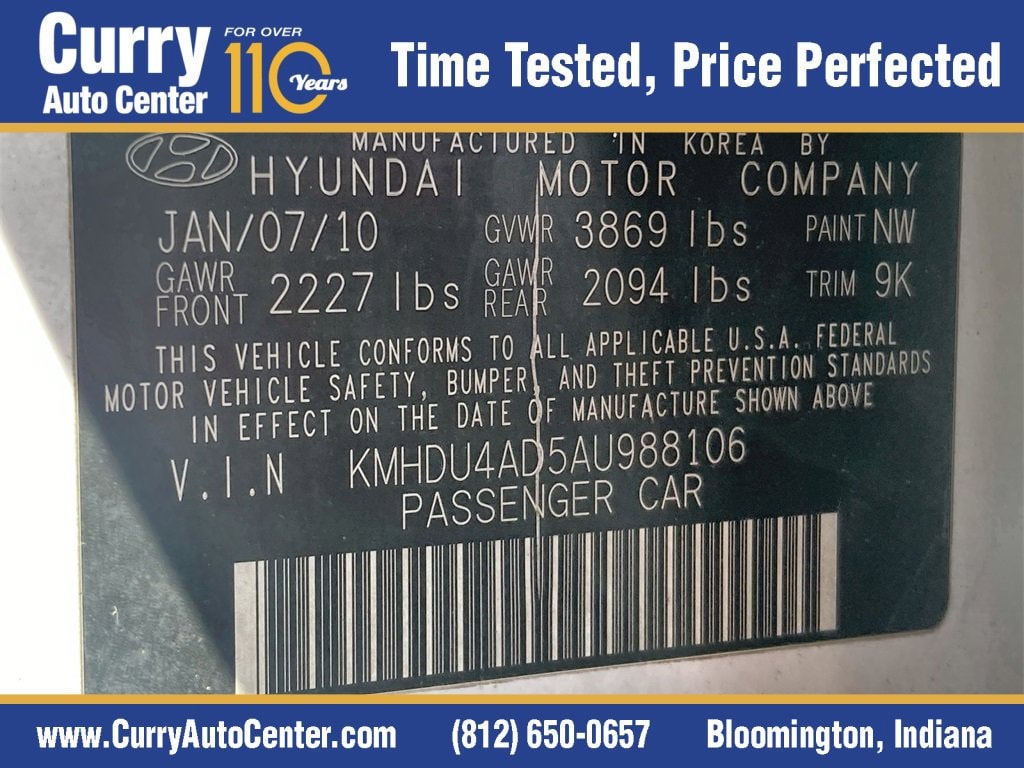 Curry
Auto Center
FOR OVER
110
Years
Time Tested, Price Perfected
MANUFACTURED IN KOREA BY
HYUNDAI MOTOR COMPANY
JAN/07/10 GVWR 3869 lbs PAINT NW
GAWR FRONT 2227 lbs GAWR REAR 2094 lbs TRIM 9K
THIS VEHICLE CONFORMS TO ALL APPLICABLE U.S.A. FEDERAL
MOTOR VEHICLE SAFETY, BUMPER, AND THEFT PREVENTION STANDARDS
IN EFFECT ON THE DATE OF MANUFACTURE SHOWN ABOVE
V.I.N KMHDU4AD5AU988106
PASSENGER CAR
www.CurryAutoCenter.com (812) 650-0657 Bloomington, Indiana